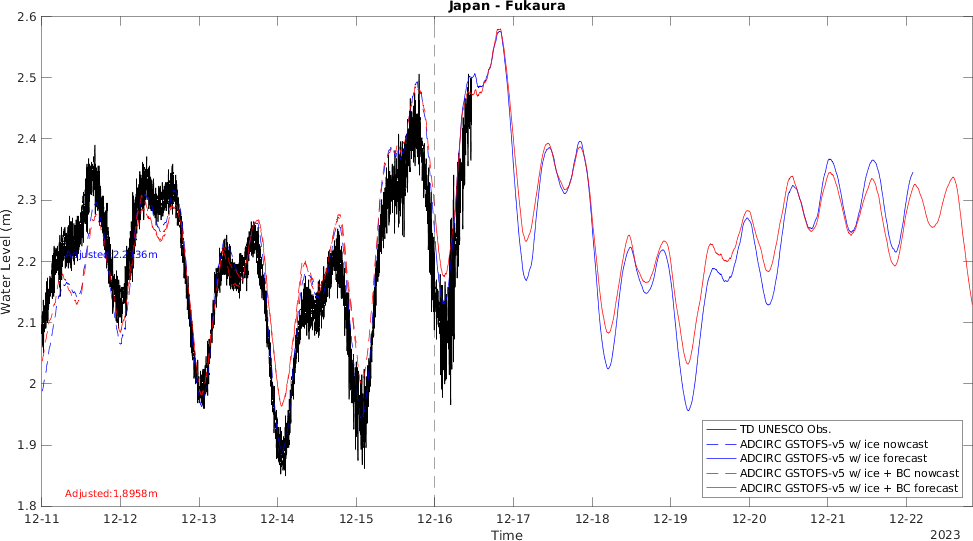 Japan - Fukaura
2.6
2.5
2.4
2.3
2.2
2.1
2
1.9
1.8
Water Level (m)
Adjusted:1.8958m
TD UNESCO Obs.
ADCIRC GSTOFS-v5 w/ ice nowcast
ADCIRC GSTOFS-v5 w/ ice forecast
ADCIRC GSTOFS-v5 w/ ice + BC nowcast
ADCIRC GSTOFS-v5 w/ ice + BC forecast
12-11 12-12 12-13 12-14 12-15 12-16 12-17 12-18 12-19 12-20 12-21 12-22
Time
2023